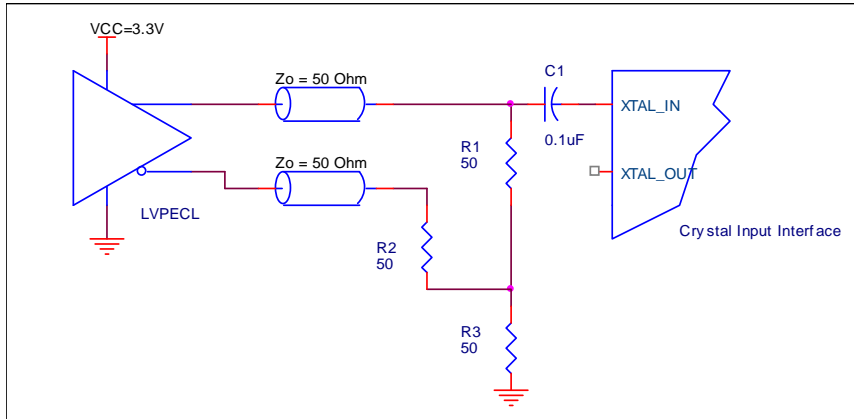 VCC=3.3V
Zo = 50 Ohm
C1
XTAL_IN
0.1uF
R1
50
Zo = 50 Ohm
XTAL_OUT
LVPECL
Crystal Input Interface
R2
50
R3
50